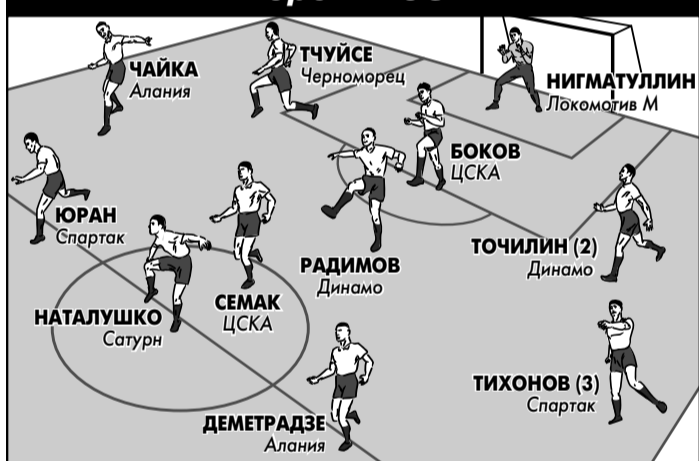 ЧАЙКА
Алания
ТЧУЙСЕ
Черноморец
НИГМАТУЛЛИН
Локомотив М
БОКОВ
ЦСКА
ЮРАН
Спартак
РАДИМОВ
Динамо
ТОЧИЛИН (2)
Динамо
СЕМАК
ЦСКА
НАТАЛУШКО
Сатурн
ТИХОНОВ (3)
Спартак
ДЕМЕТРАДЗЕ
Алания